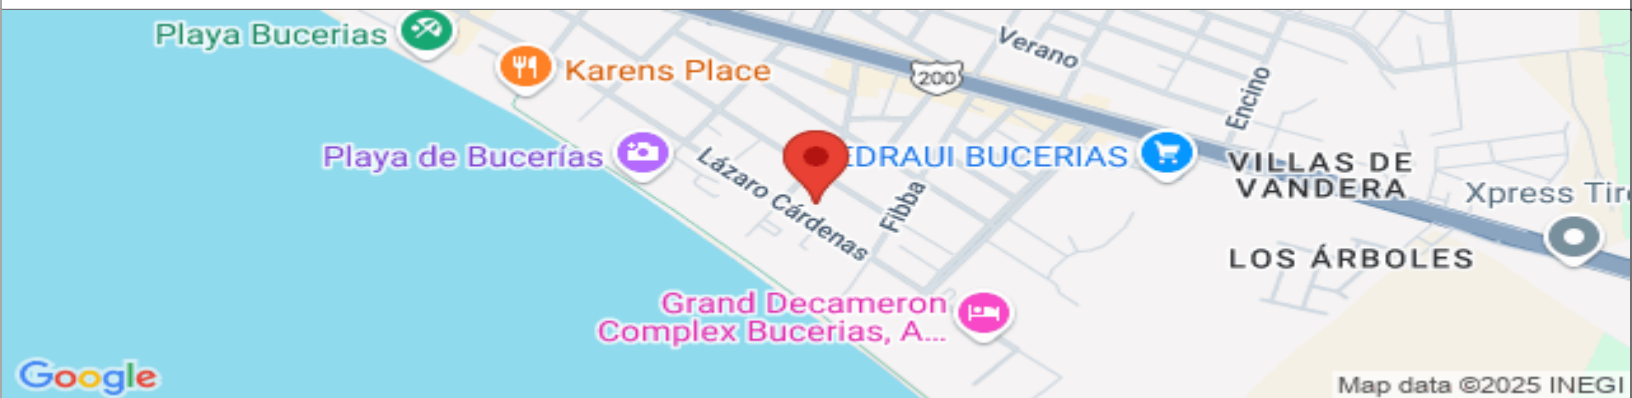 Playa Bucerias
Karens Place
Verano
200
Encino
Playa de Bucerías
Lázaro Cárdenas
EDRAUI BUCERIAS
Fibba
VILLAS DE
VANDERA
Xpress Tir
LOS ÁRBOLES
Grand Decameron
Complex Bucerias, A...
Google
Map data ©2025 INEGI